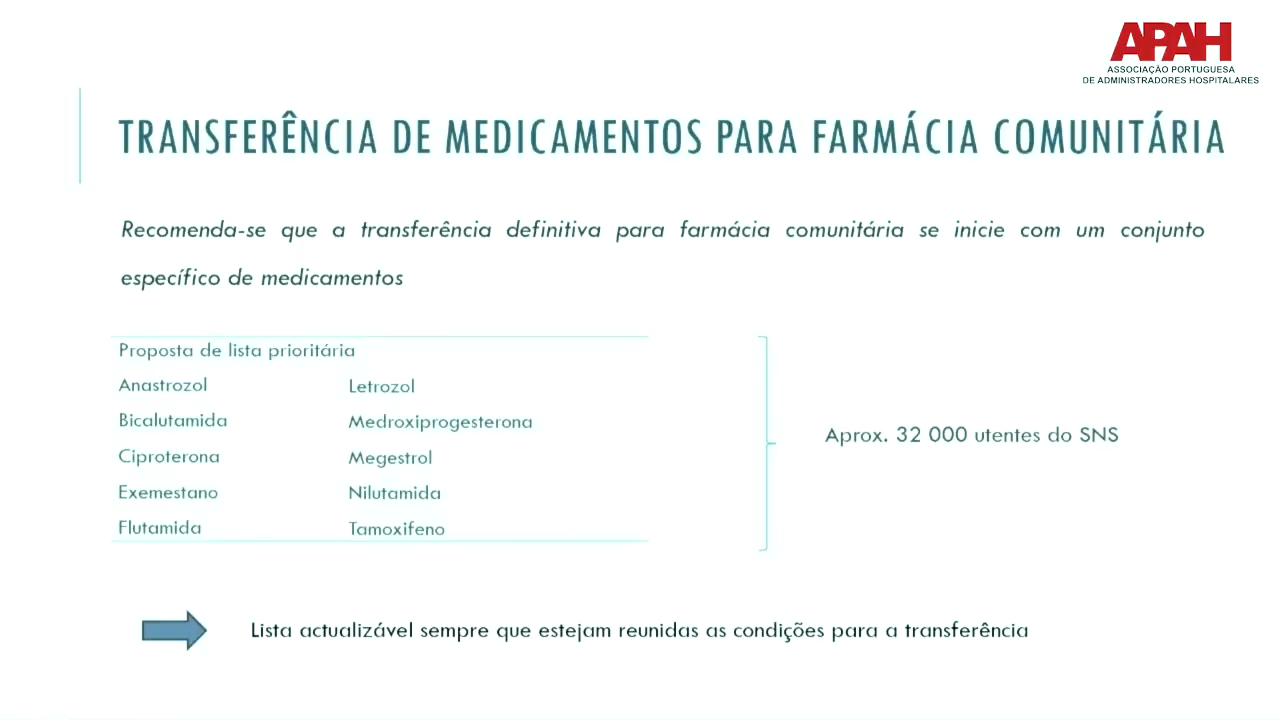 APAH
ASSOCIAÇÃO PORTUGUESA
DE ADMINISTRADORES HOSPITALARES
TRANSFERÊNCIA DE MEDICAMENTOS PARA FARMÁCIA COMUNITÁRIA
Recomenda-se que a transferência definitiva para farmácia comunitária se inicie com um conjunto
específico de medicamentos
Proposta de lista prioritária
Anastrozol Letrozol
Bicalutamida Medroxiprogesterona
Ciproterona Megestrol
Exemestano Nilutamida
Flutamida Tamoxifeno
Aprox. 32 000 utentes do SNS
Lista actualizável sempre que estejam reunidas as condições para a transferência